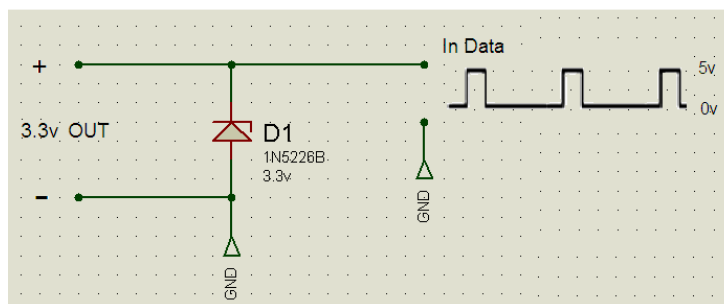 In Data
+
5v
0v
3.3v OUT
D1
1N5226B
3.3v
-
GND
GND